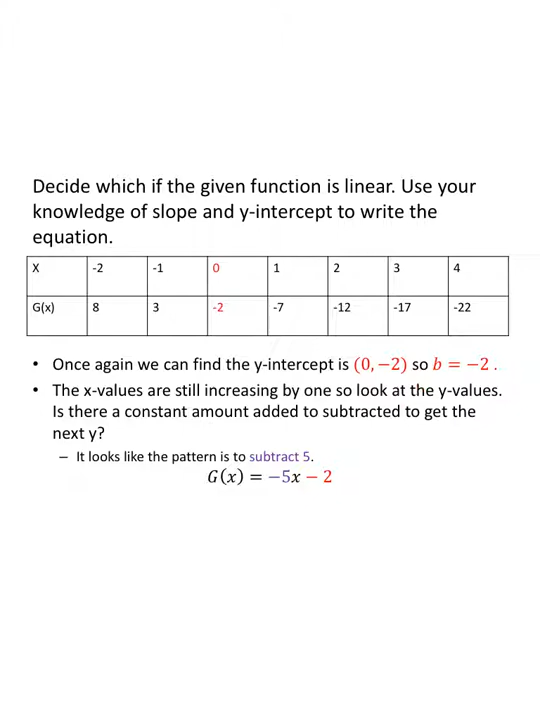 Decide which if the given function is linear. Use your
knowledge of slope and y-intercept to write the
equation.
X -2 -1 0 1 2 3 4
G(x) 8 3 -2 -7 -12 -17 -22
• Once again we can find the y-intercept is (0, −2) so b = −2 .
• The x-values are still increasing by one so look at the y-values.
Is there a constant amount added to subtracted to get the
next y?
– It looks like the pattern is to subtract 5.
G(x) = −5x − 2